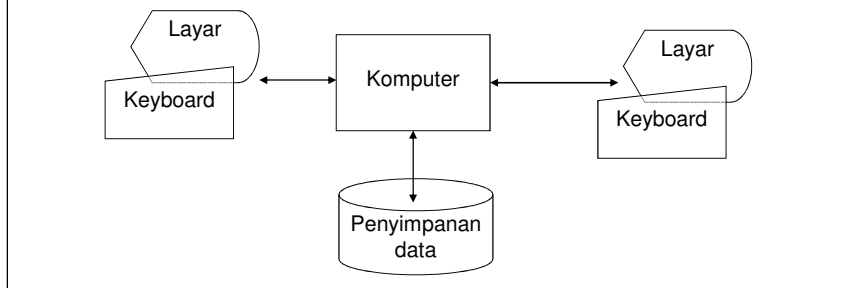 Layar
Keyboard
Komputer
Layar
Keyboard
Penyimpanan
data